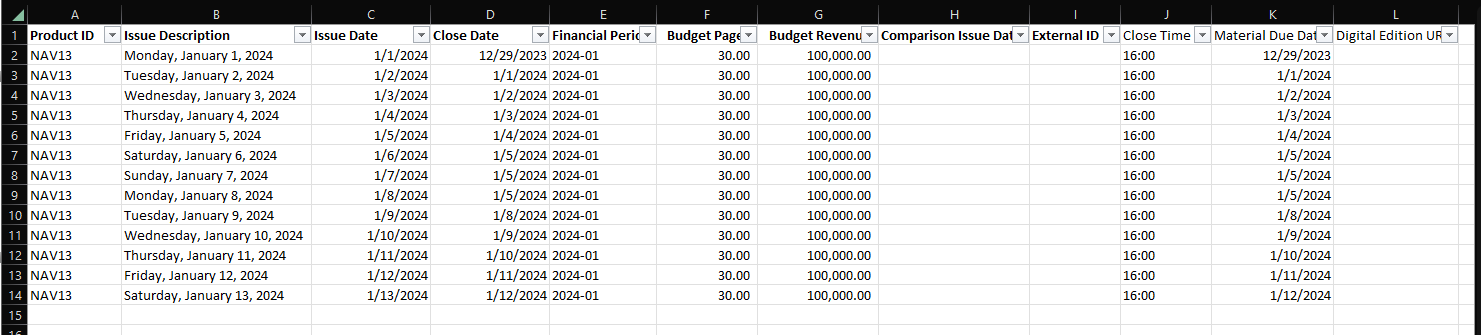 A B C D E F G H I J K L
1 Product ID Issue Description Issue Date Close Date Financial Peric Budget Page Budget Revenu Comparison Issue Dat External ID Close Time Material Due Dat Digital Edition UR
2 NAV13 Monday, January 1, 2024 1/1/2024 12/29/2023 2024-01 30.00 100,000.00 16:00 12/29/2023
3 NAV13 Tuesday, January 2, 2024 1/2/2024 1/1/2024 2024-01 30.00 100,000.00 16:00 1/1/2024
4 NAV13 Wednesday, January 3, 2024 1/3/2024 1/2/2024 2024-01 30.00 100,000.00 16:00 1/2/2024
5 NAV13 Thursday, January 4, 2024 1/4/2024 1/3/2024 2024-01 30.00 100,000.00 16:00 1/3/2024
6 NAV13 Friday, January 5, 2024 1/5/2024 1/4/2024 2024-01 30.00 100,000.00 16:00 1/4/2024
7 NAV13 Saturday, January 6, 2024 1/6/2024 1/5/2024 2024-01 30.00 100,000.00 16:00 1/5/2024
8 NAV13 Sunday, January 7, 2024 1/7/2024 1/5/2024 2024-01 30.00 100,000.00 16:00 1/5/2024
9 NAV13 Monday, January 8, 2024 1/8/2024 1/5/2024 2024-01 30.00 100,000.00 16:00 1/5/2024
10 NAV13 Tuesday, January 9, 2024 1/9/2024 1/8/2024 2024-01 30.00 100,000.00 16:00 1/8/2024
11 NAV13 Wednesday, January 10, 2024 1/10/2024 1/9/2024 2024-01 30.00 100,000.00 16:00 1/9/2024
12 NAV13 Thursday, January 11, 2024 1/11/2024 1/10/2024 2024-01 30.00 100,000.00 16:00 1/10/2024
13 NAV13 Friday, January 12, 2024 1/12/2024 1/11/2024 2024-01 30.00 100,000.00 16:00 1/11/2024
14 NAV13 Saturday, January 13, 2024 1/13/2024 1/12/2024 2024-01 30.00 100,000.00 16:00 1/12/2024
15